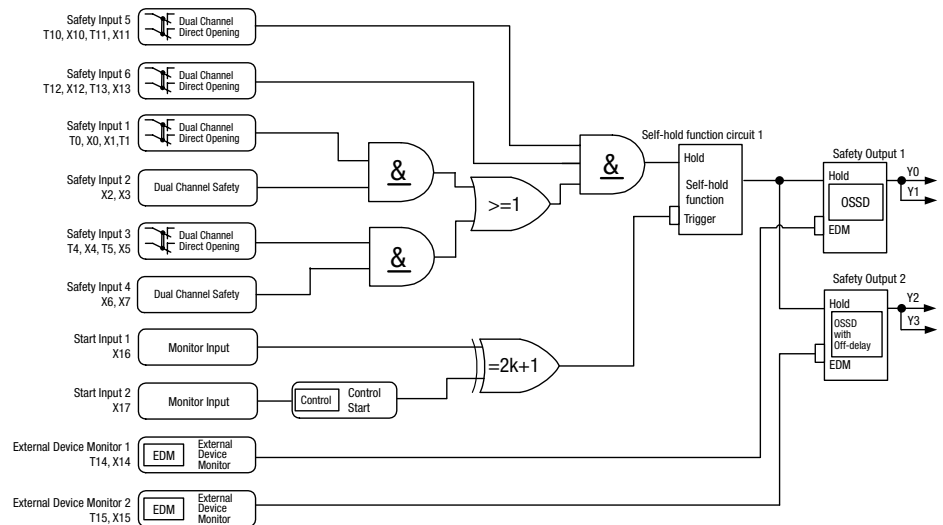 Safety Input 5
T10, X10, T11, X11
Dual Channel
Direct Opening
Safety Input 6
T12, X12, T13, X13
Dual Channel
Direct Opening
Safety Input 1
T0, X0, X1,T1
Dual Channel
Direct Opening
Safety Input 2
X2, X3
Dual Channel Safety
Safety Input 3
T4, X4, T5, X5
Dual Channel
Direct Opening
Safety Input 4
X6, X7
Dual Channel Safety
Start Input 1
X16
Monitor Input
Start Input 2
X17
Monitor Input
Control
Control
Start
External Device Monitor 1
T14, X14
EDM
External
Device
Monitor
External Device Monitor 2
T15, X15
EDM
External
Device
Monitor
&
&
>=1
=2k+1
&
Self-hold function circuit 1
Hold
Self-hold
function
Trigger
Safety Output 1
Hold
OSSD
EDM
Y0
Y1
Safety Output 2
Hold
OSSD
with
Off-delay
EDM
Y2
Y3